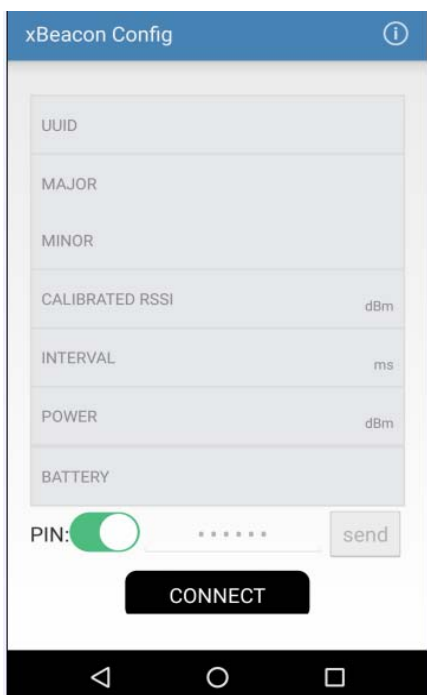 xBeacon Config
UUID
MAJOR
MINOR
CALIBRATED RSSI dBm
INTERVAL ms
POWER dBm
BATTERY
PIN: ...... send
CONNECT